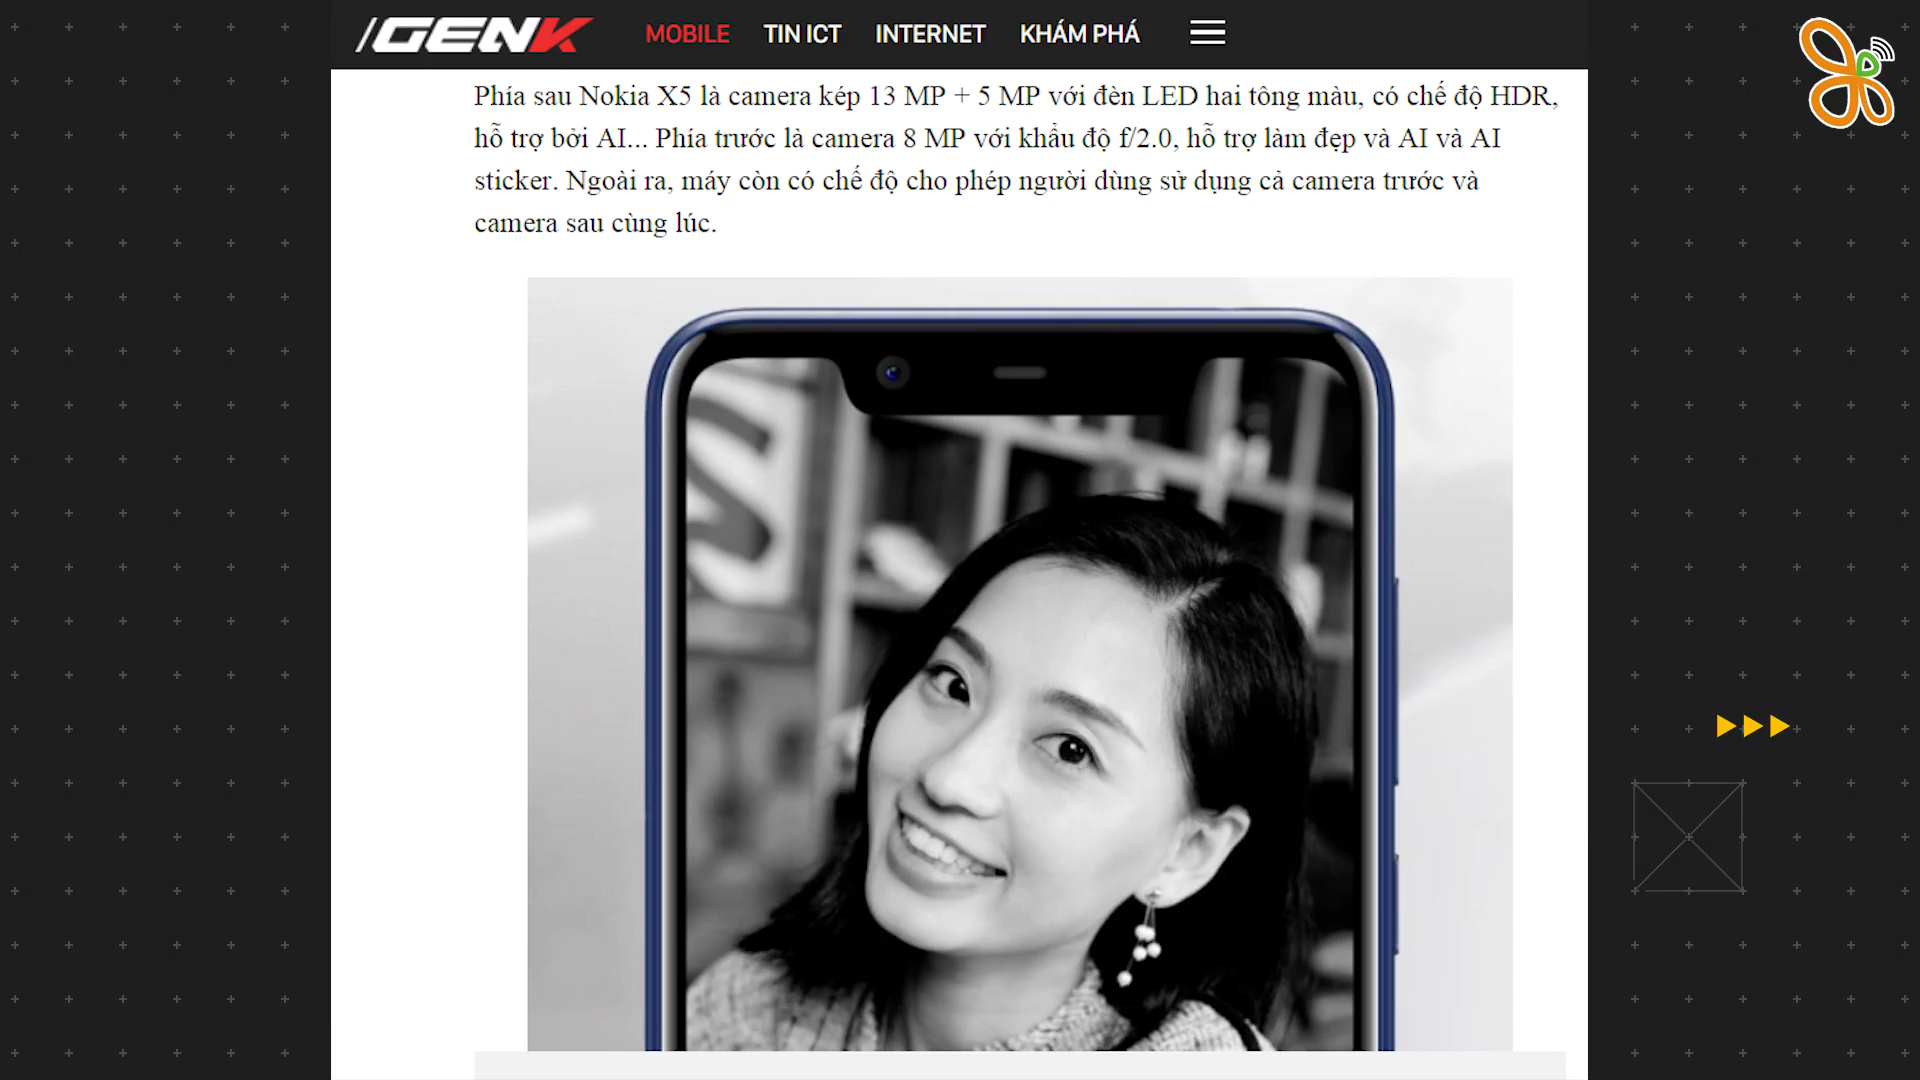 GENK MOBILE TIN ICT INTERNET KHÁM PHÁ
Phía sau Nokia X5 là camera kép 13 MP + 5 MP với đèn LED hai tông màu, có chế độ HDR,
hỗ trợ bởi AI... Phía trước là camera 8 MP với khẩu độ f/2.0, hỗ trợ làm đẹp và AI và AI
sticker. Ngoài ra, máy còn có chế độ cho phép người dùng sử dụng cả camera trước và
camera sau cùng lúc.